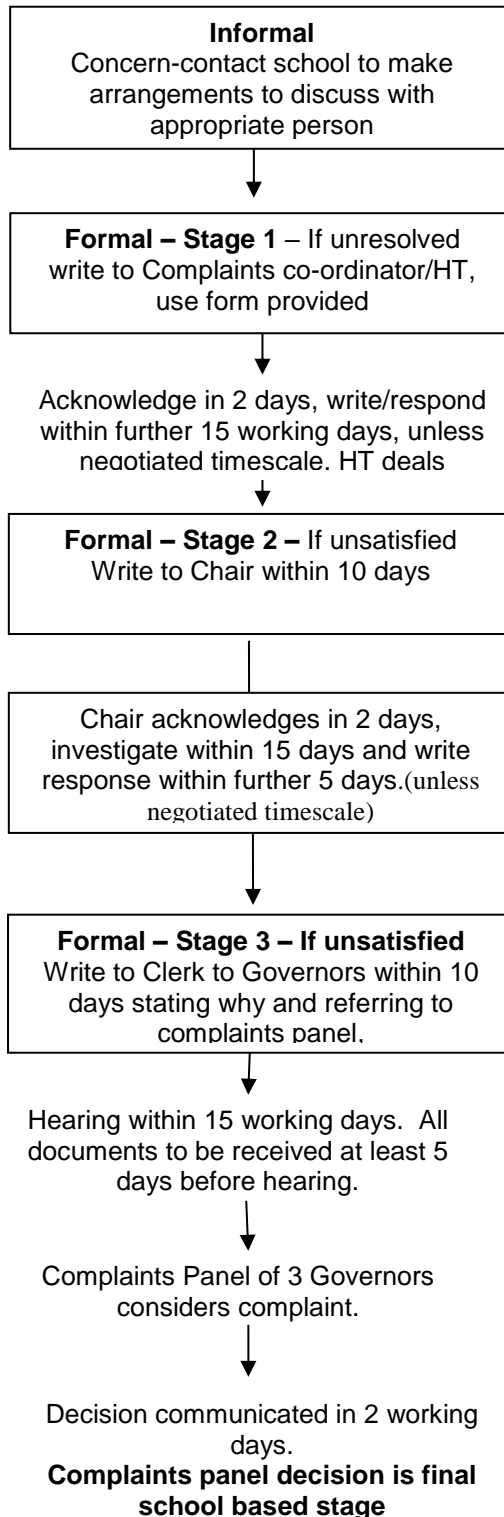 Informal
Concern-contact school to make
arrangements to discuss with
appropriate person
Formal – Stage 1 – If unresolved
write to Complaints co-ordinator/HT,
use form provided
Acknowledge in 2 days, write/respond
within further 15 working days, unless
negotiated timescale. HT deals
Formal – Stage 2 – If unsatisfied
Write to Chair within 10 days
Chair acknowledges in 2 days,
investigate within 15 days and write
response within further 5 days.(unless
negotiated timescale)
Formal – Stage 3 – If unsatisfied
Write to Clerk to Governors within 10
days stating why and referring to
complaints panel,
Hearing within 15 working days.  All
documents to be received at least 5
days before hearing.
Complaints Panel of 3 Governors
considers complaint.
Decision communicated in 2 working
days.
Complaints panel decision is final
school based stage